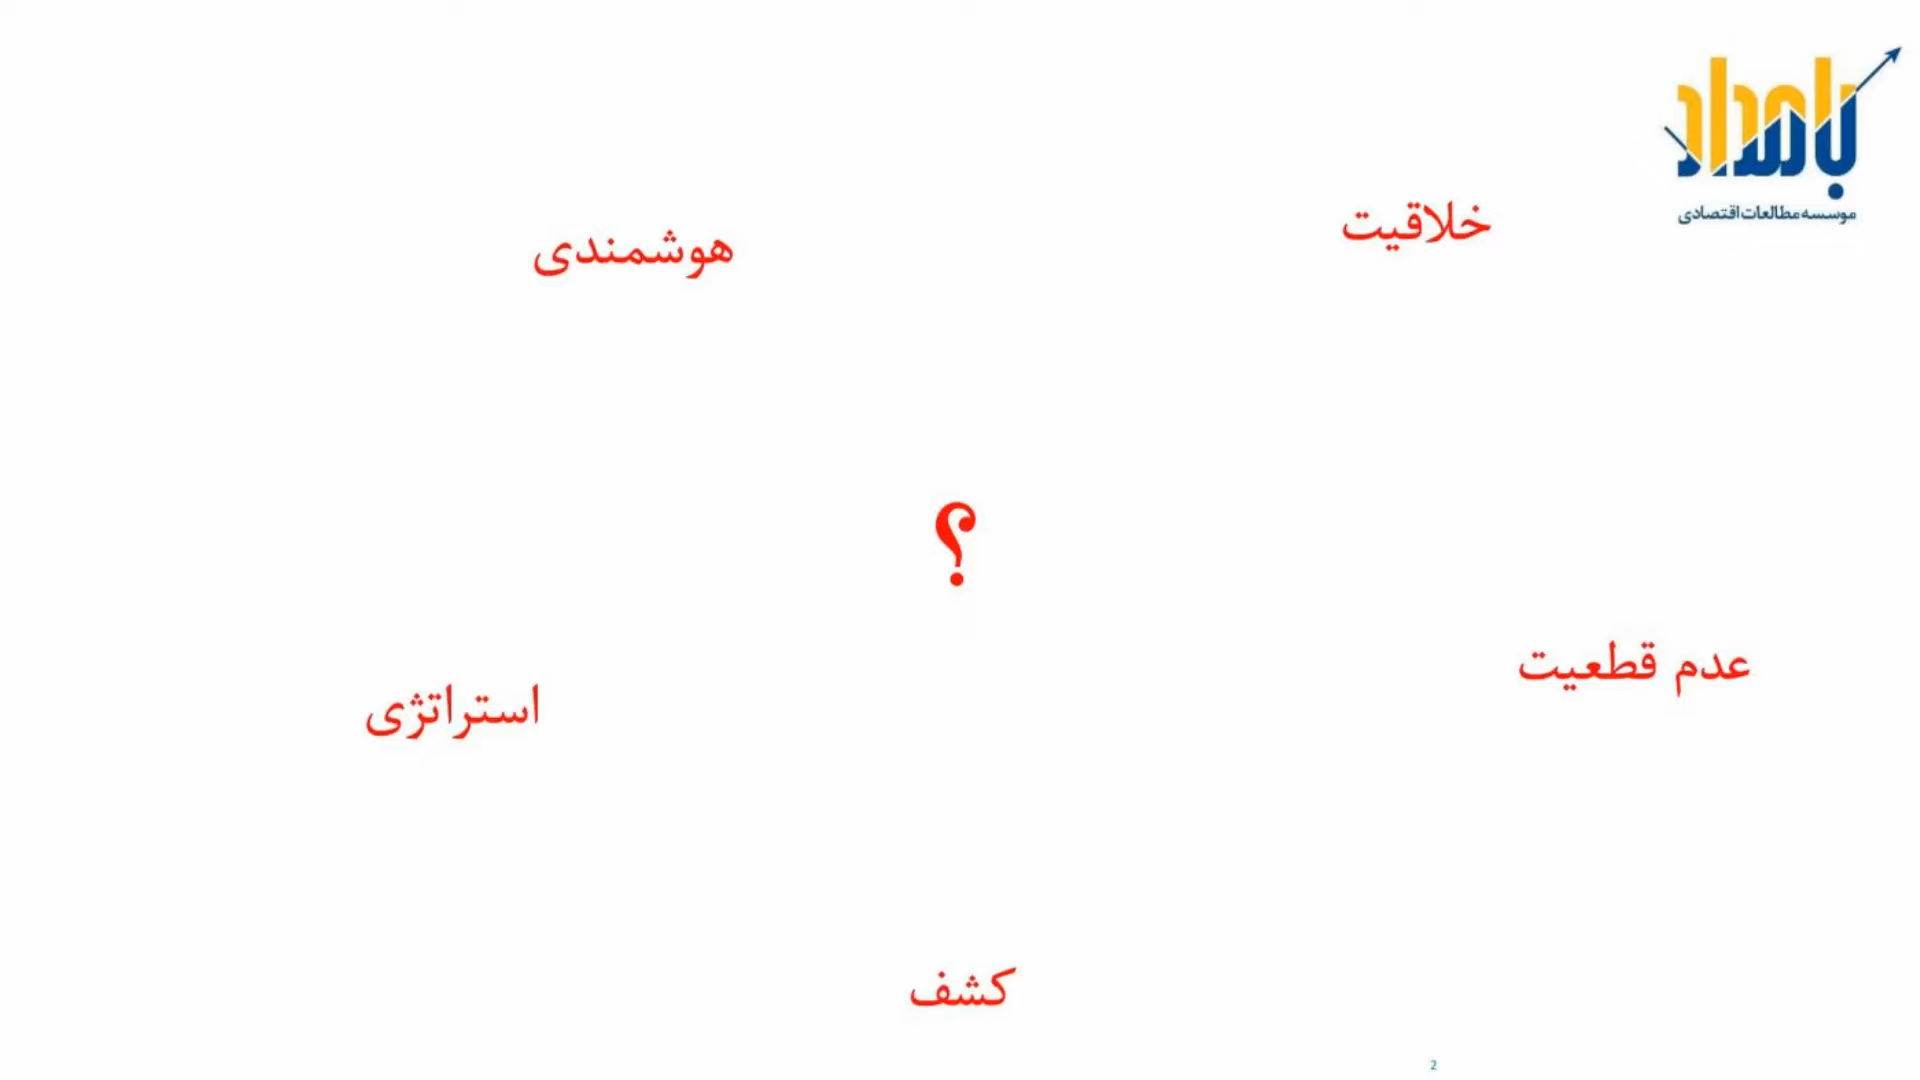 بامداد
موسسه مطالعات اقتصادی
خلاقیت
هوشمندی
؟
عدم قطعیت
استراتژی
کشف
2